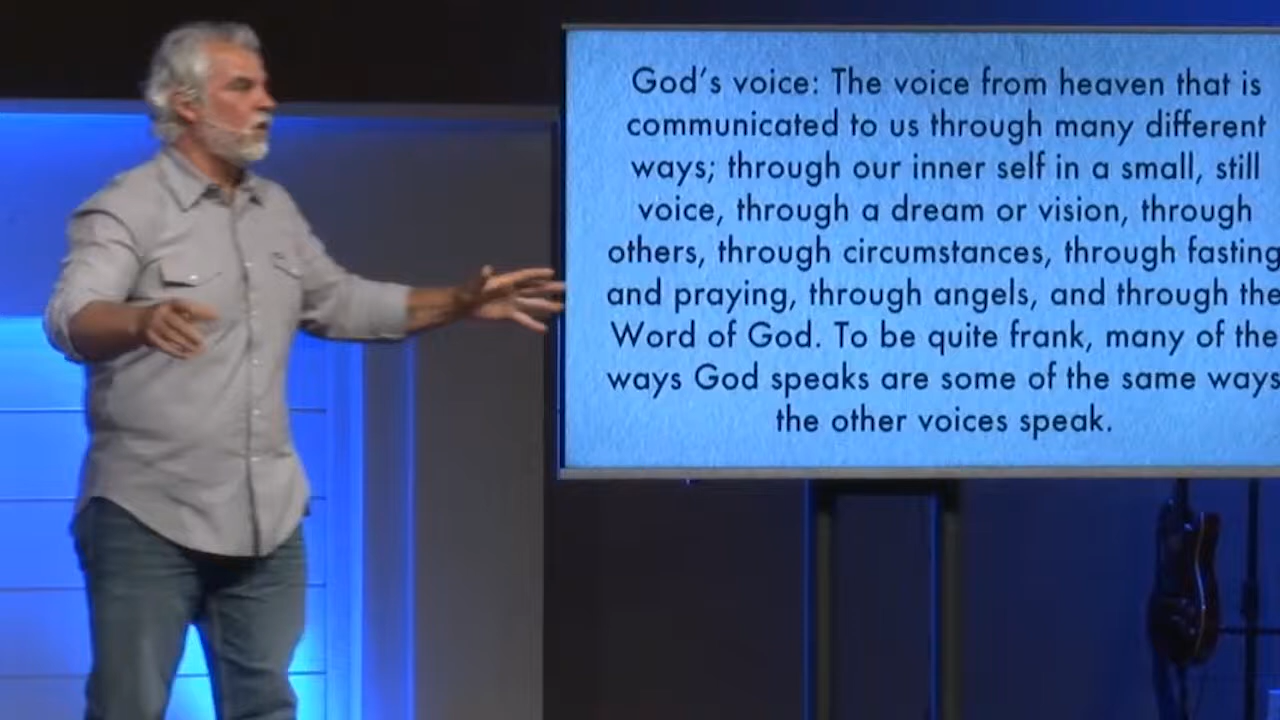 God's voice: The voice from heaven that is
communicated to us through many different
ways; through our inner self in a small, still
voice, through a dream or vision, through
others, through circumstances, through fasting
and praying, through angels, and through the
Word of God. To be quite frank, many of the
ways God speaks are some of the same ways
the other voices speak.